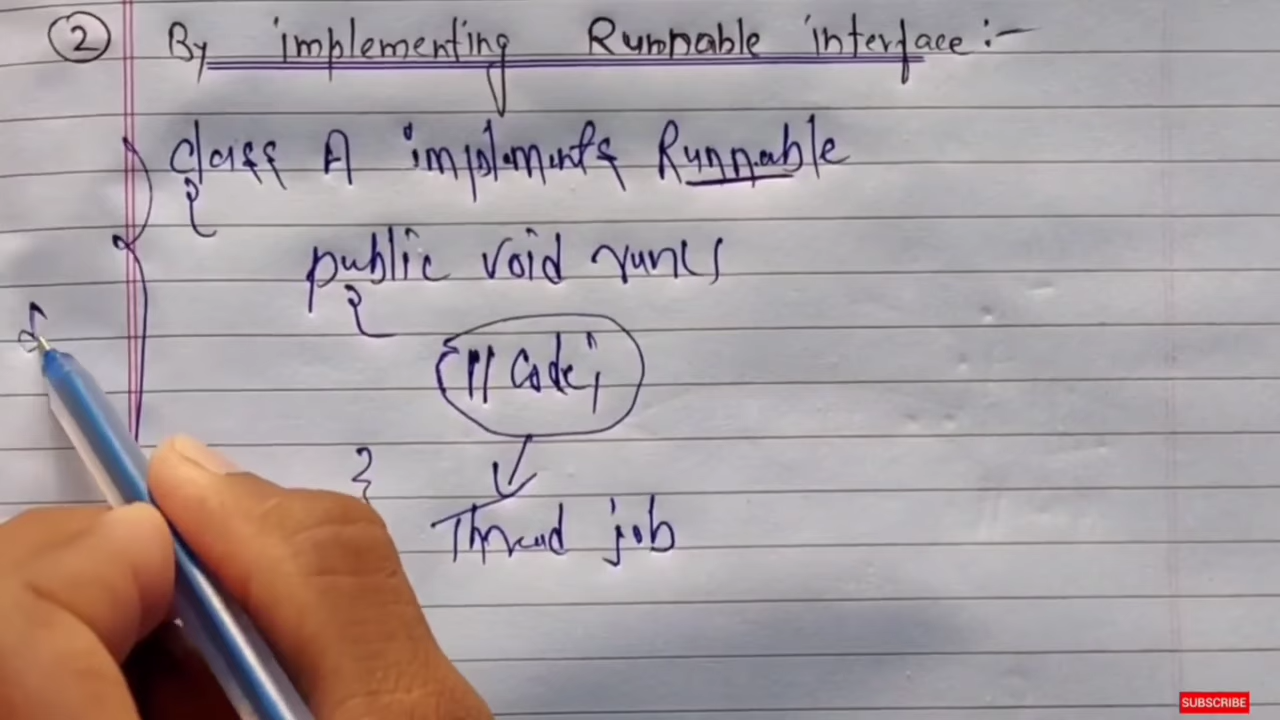 ② By implementing Runnable interface :-
class A implements Runnable
{
public void run()
{
// Code;
}
Thread job
SUBSCRIBE